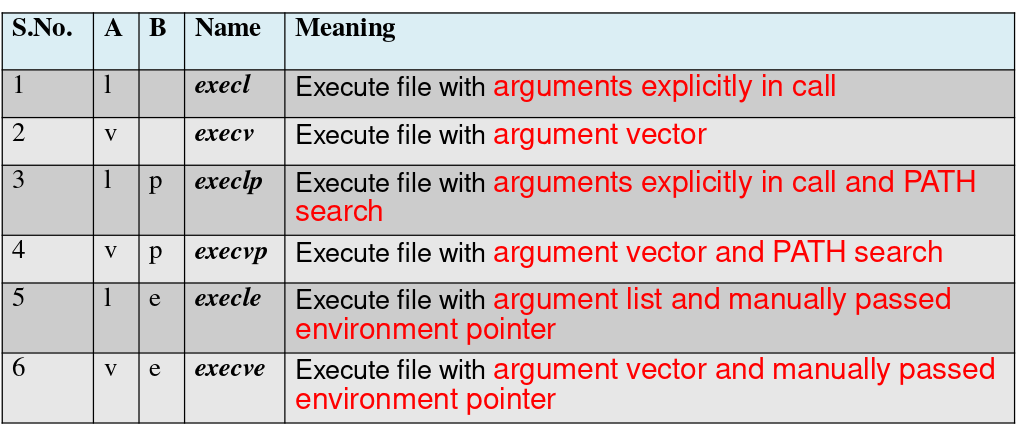 S.No. A B Name Meaning
1 l execl Execute file with arguments explicitly in call
2 v execv Execute file with argument vector
3 l p execlp Execute file with arguments explicitly in call and PATH
search
4 v p execvp Execute file with argument vector and PATH search
5 l e execle Execute file with argument list and manually passed
environment pointer
6 v e execve Execute file with argument vector and manually passed
environment pointer